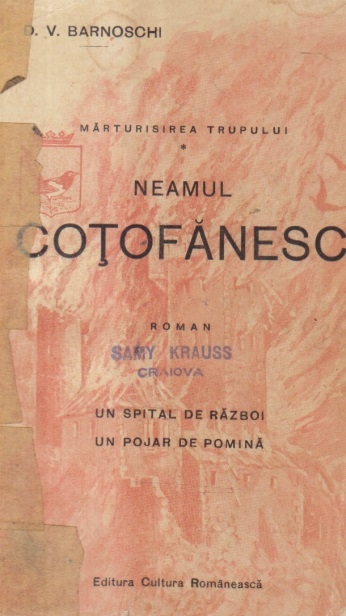 D. V. BARNOSCHI
MĂRTURISIREA TRUPULUI
*
NEAMUL
COȚOFĂNESC
ROMAN
SAMY KRAUSS
CRAIOVA
UN SPITAL DE RĂZBOI
UN POJAR DE POMINĂ
Editura Cultura Românească